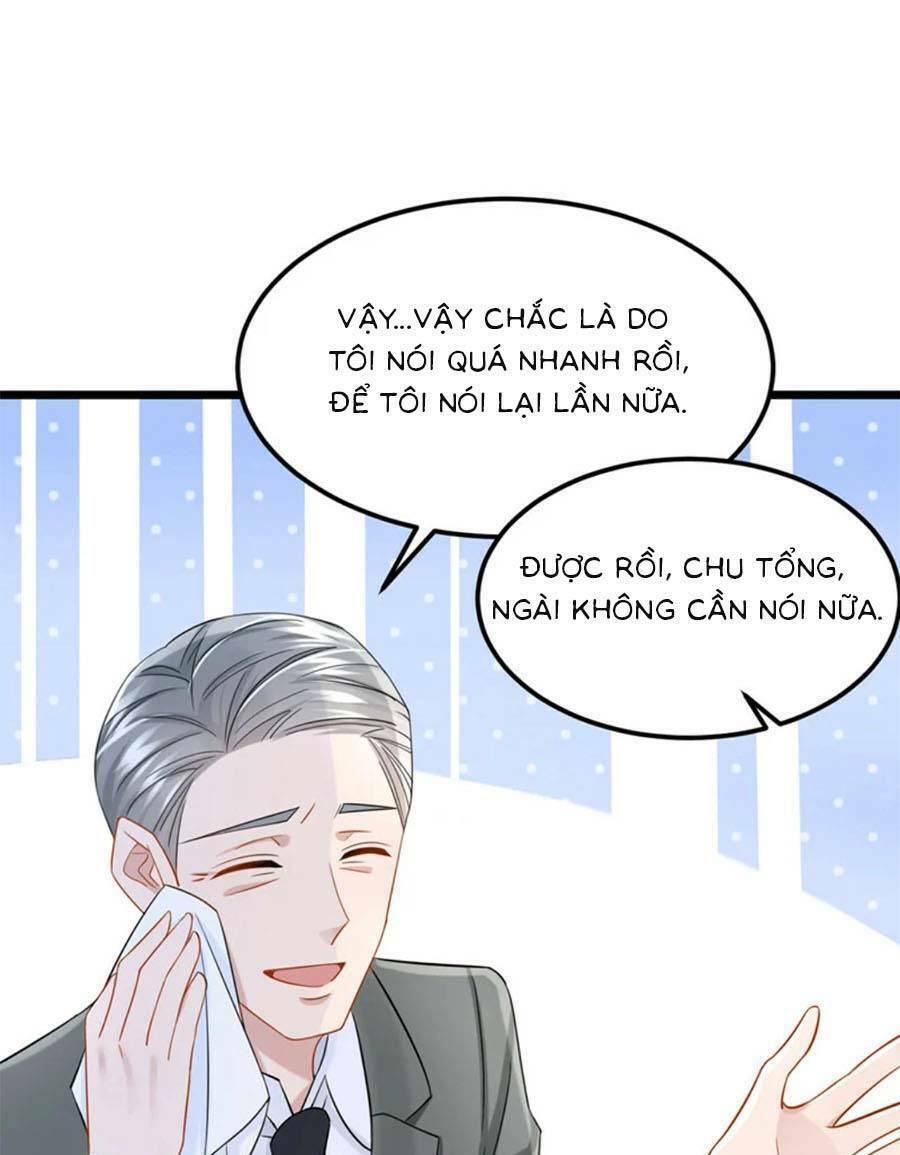 VẬY...VẬY CHẮC LÀ DO
TÔI NÓI QUÁ NHANH RỒI,
ĐỂ TÔI NÓI LẠI LẦN NỮA.
ĐƯỢC RỒI, CHU TỔNG,
NGÀI KHÔNG CẦN NÓI NỮA.